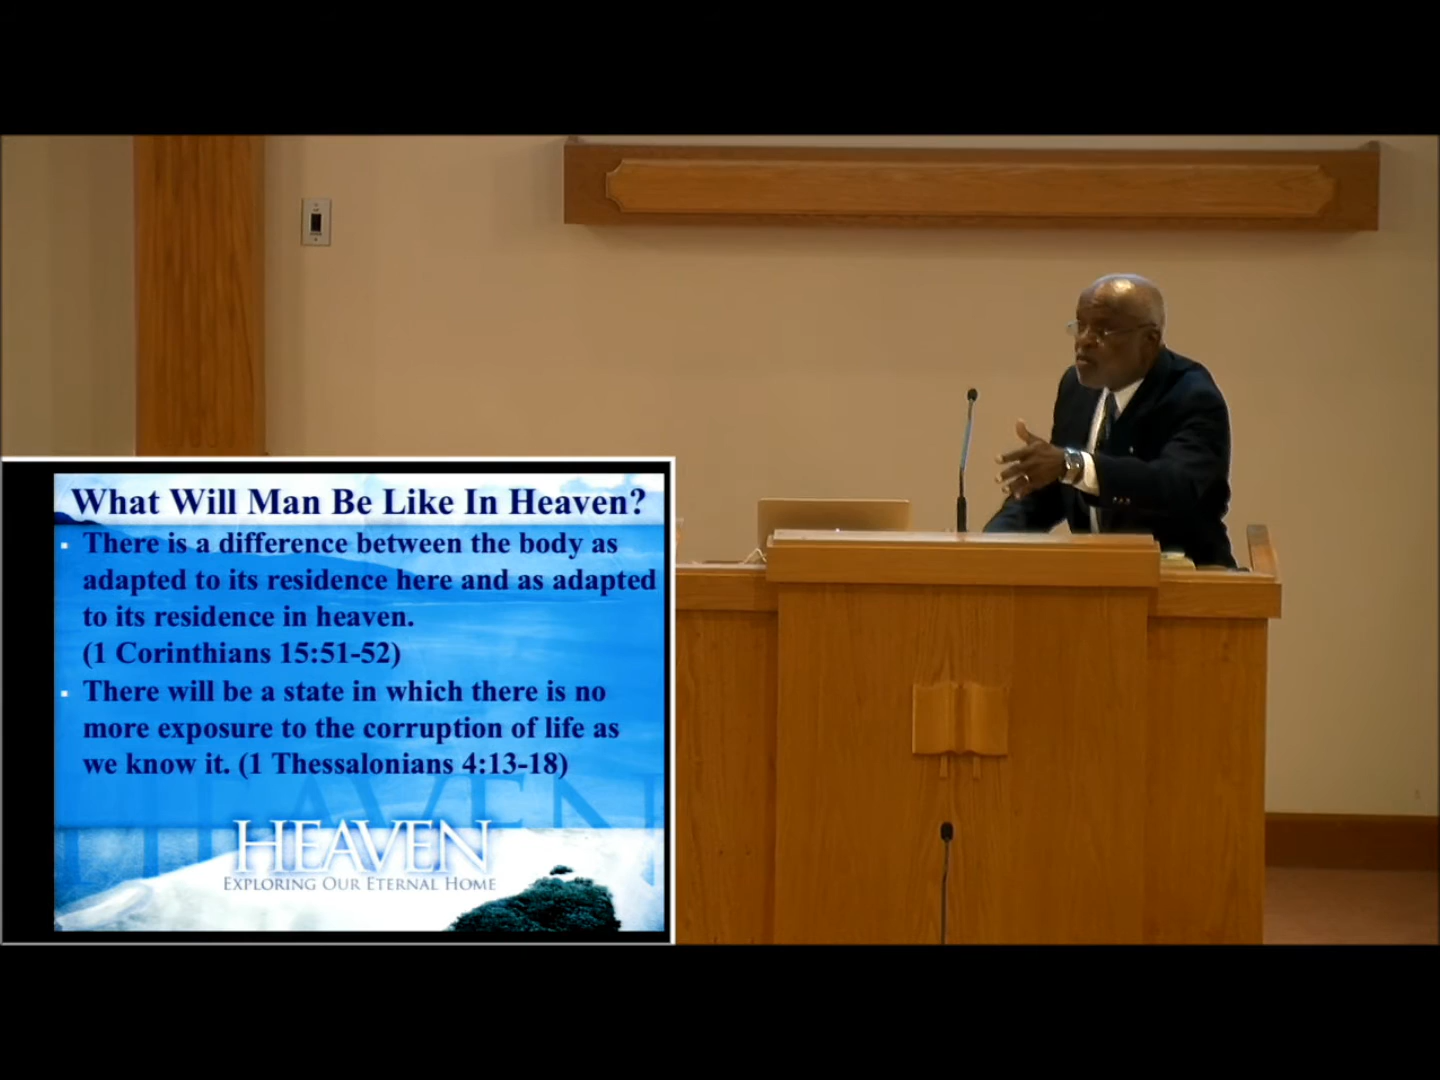 What Will Man Be Like In Heaven?
There is a difference between the body as
adapted to its residence here and as adapted
to its residence in heaven.
(1 Corinthians 15:51-52)
There will be a state in which there is no
more exposure to the corruption of life as
we know it. (1 Thessalonians 4:13-18)
HEAVEN
HEAVEN
EXPLORING OUR ETERNAL HOME